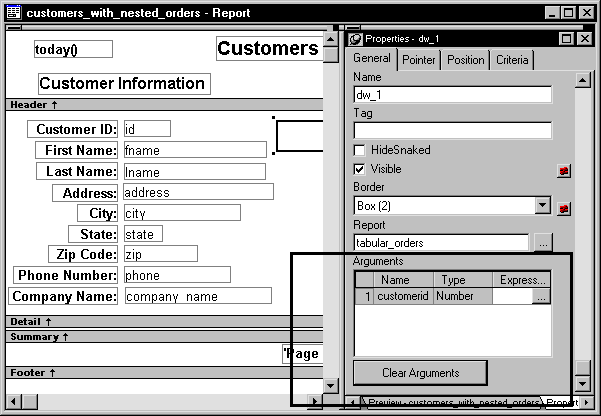 customers_with_nested_orders - Report
today()
Customers
Customer Information
Header ↑
Customer ID: id
First Name: fname
Last Name: lname
Address: address
City: city
State: state
Zip Code: zip
Phone Number: phone
Company Name: company_name
Detail ↑
Summary ↑
'Page
Footer ↑
Properties - dw_1
General Pointer Position Criteria
Name
dw_1
Tag
HideSnaked
Visible
Border
Box (2)
Report
tabular_orders ...
Arguments
Name Type Express...
1 customerid Number ...
Clear Arguments
Preview - customers_with_nested_orders Propert